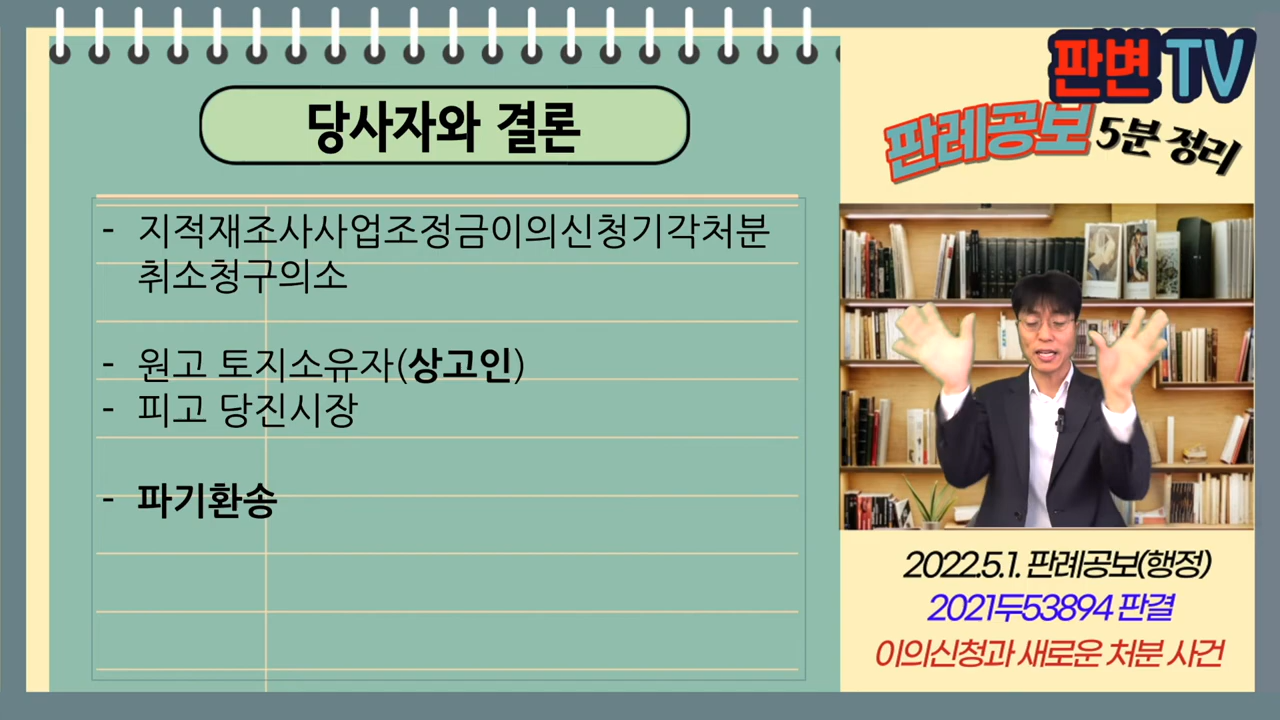 판변 TV
판례공보 5분 정리
당사자와 결론
- 지적재조사사업조정금이의신청기각처분
취소청구의소
- 원고 토지소유자(상고인)
- 피고 당진시장
- 파기환송
2022.5.1. 판례공보(행정)
2021두53894 판결
이의신청과 새로운 처분 사건